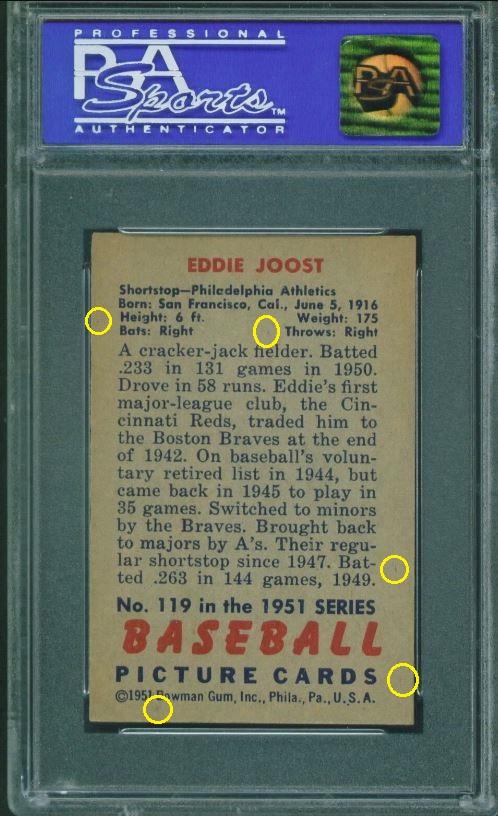 PROFESSIONAL
PSA
Sports™
AUTHENTICATOR
PSA
EDDIE JOOST
Shortstop—Philadelphia Athletics
Born: San Francisco, Cal., June 5, 1916
Height: 6 ft. Weight: 175
Bats: Right Throws: Right
A cracker-jack fielder. Batted
.233 in 131 games in 1950.
Drove in 58 runs. Eddie's first
major-league club, the Cin-
cinnati Reds, traded him to
the Boston Braves at the end
of 1942. On baseball's volun-
tary retired list in 1944, but
came back in 1945 to play in
35 games. Switched to minors
by the Braves. Brought back
to majors by A's. Their regu-
lar shortstop since 1947. Bat-
ted .263 in 144 games, 1949.
No. 119 in the 1951 SERIES
BASEBALL
PICTURE CARDS
©1951 Bowman Gum, Inc., Phila., Pa., U.S.A.